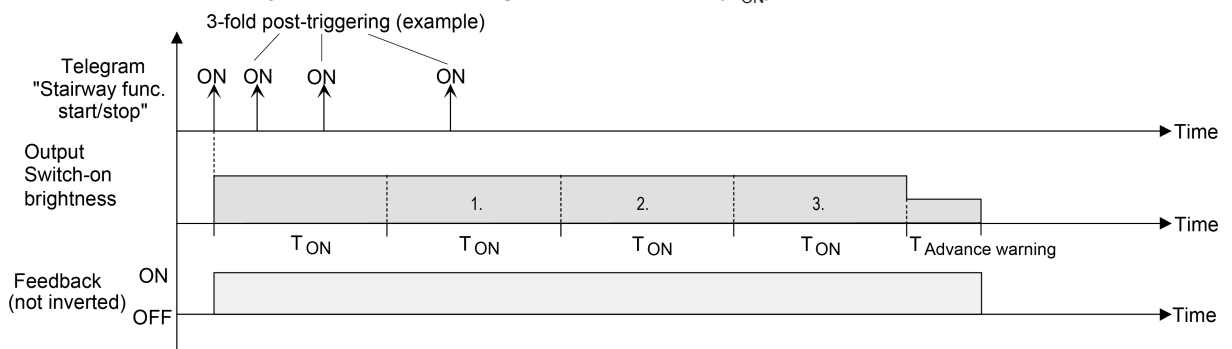 3-fold post-triggering (example)
Telegram
"Stairway func.
start/stop"
ON ON ON ON
Time
Output
Switch-on
brightness
1. 2. 3.
Time
T ON T ON T ON T ON T Advance warning
Feedback
(not inverted)
ON
OFF
Time